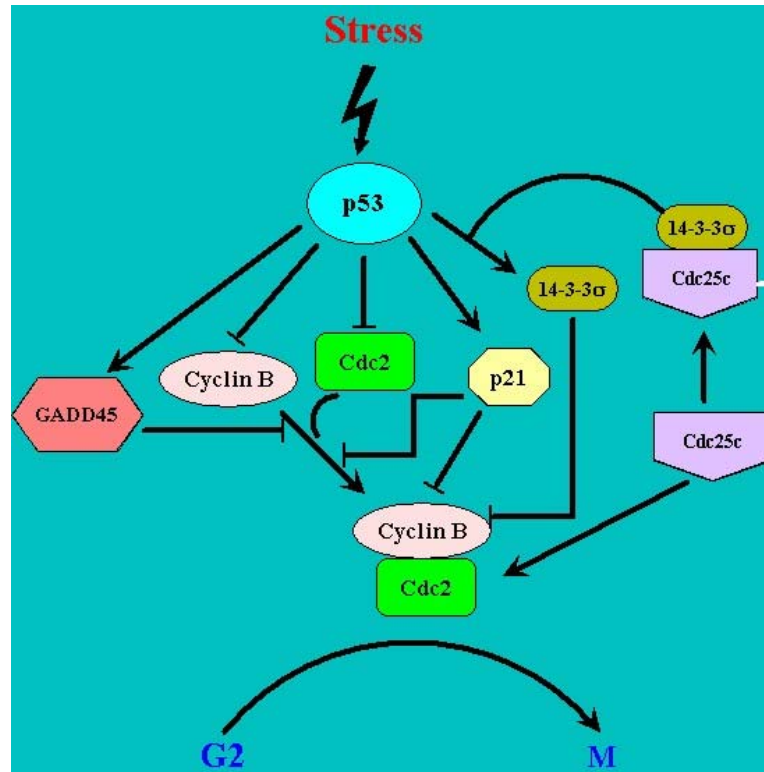 Stress
p53
14-3-3σ
Cdc25c
14-3-3σ
Cyclin B
Cdc2
p21
GADD45
Cdc25c
Cyclin B
Cdc2
G2
M